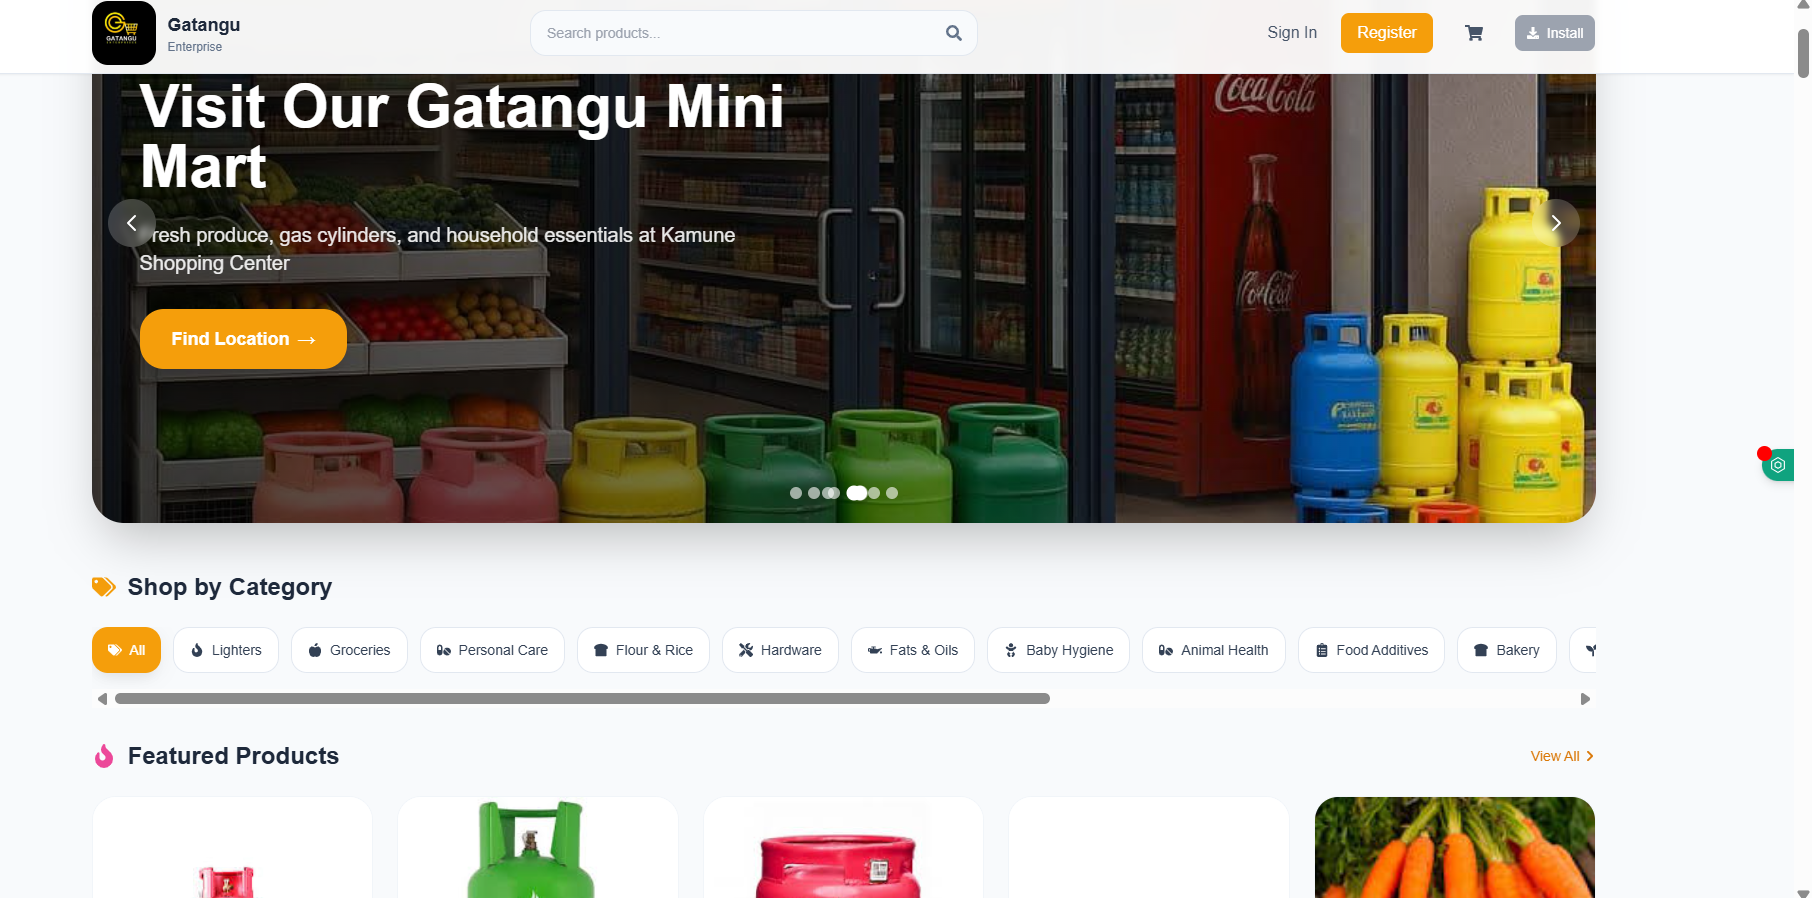 GATANGU
Gatangu
Enterprise
Search products...
Sign In
Register
Install
Visit Our Gatangu Mini
Mart
resh produce, gas cylinders, and household essentials at Kamune
Shopping Center
Find Location →
Coca Cola
Coca-Cola
Shop by Category
All
Lighters
Groceries
Personal Care
Flour & Rice
Hardware
Fats & Oils
Baby Hygiene
Animal Health
Food Additives
Bakery
Featured Products
View All